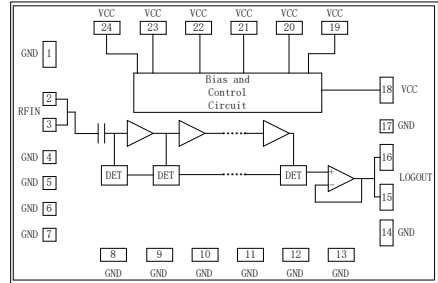 VCC VCC VCC VCC VCC VCC
24 23 22 21 20 19
GND 1
Bias and
Control
Circuit
18 VCC
RFIN
2
3
17 GND
GND 4
DET DET DET
+
−
16
LOGOUT
15
GND 5
GND 6
GND 7
14 GND
8 9 10 11 12 13
GND GND GND GND GND GND